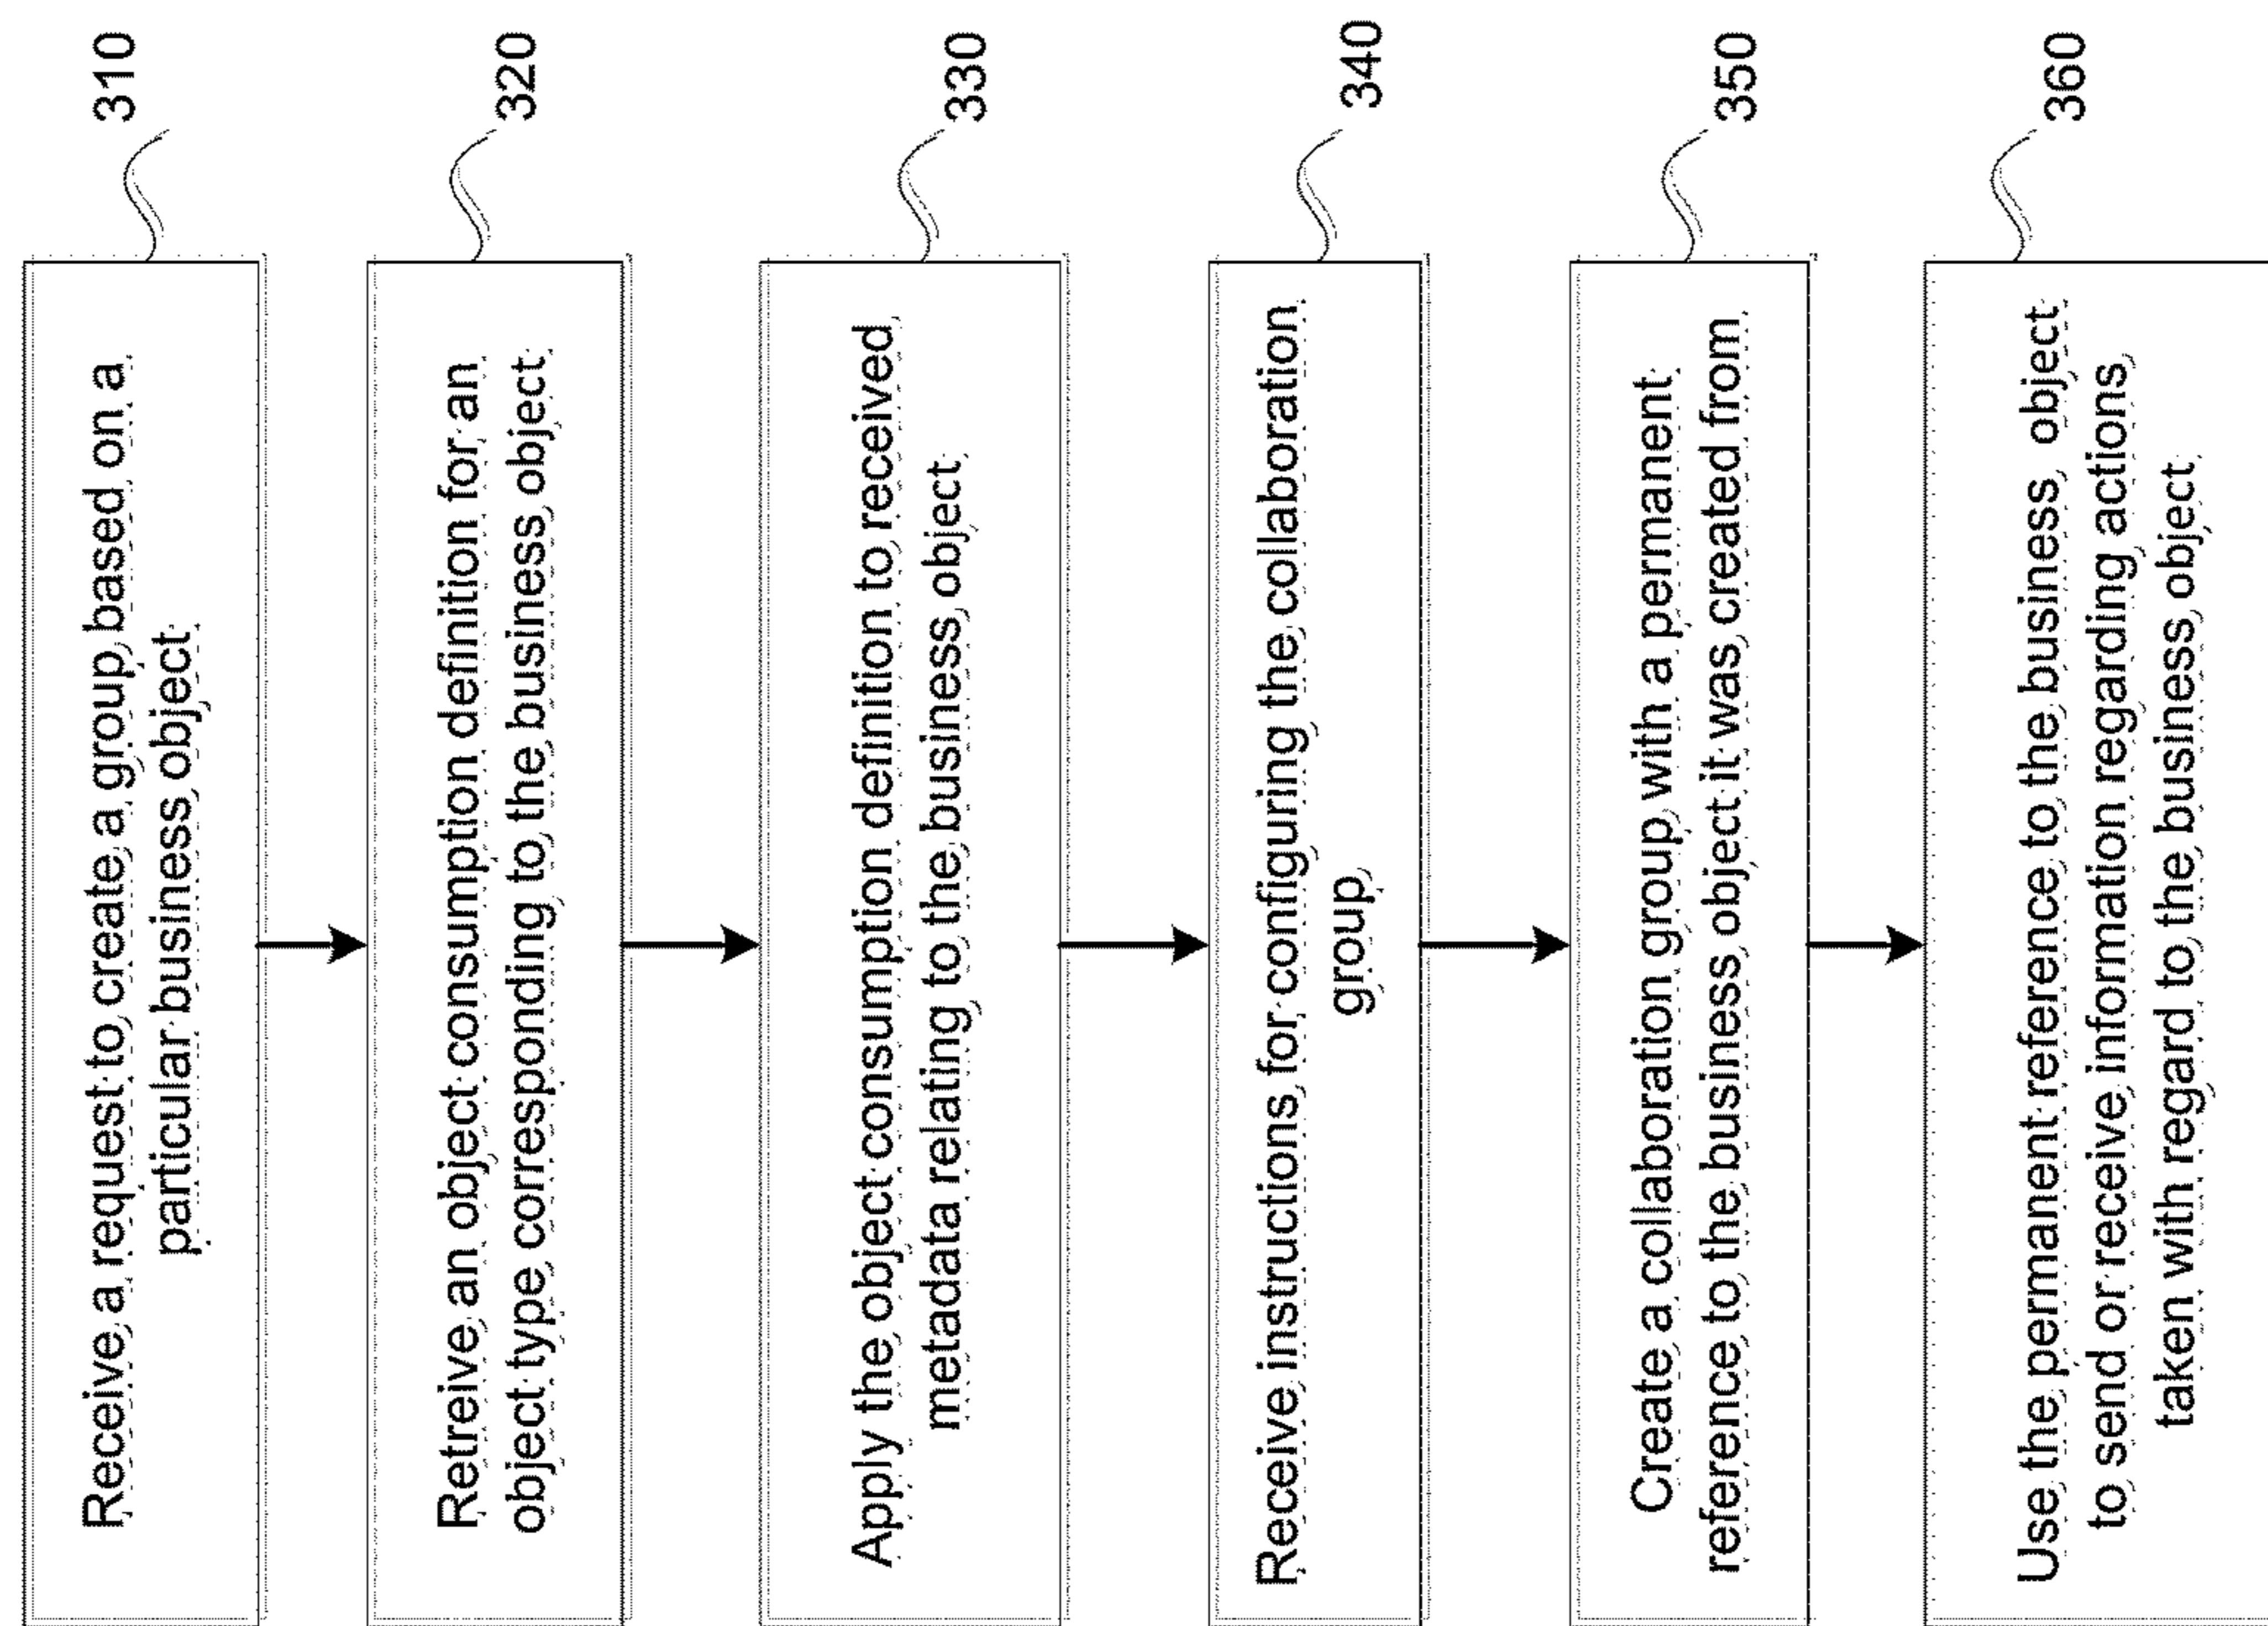 Receive a request to create a group based on a
particular business object
310
Retreive an object consumption definition for an
object type corresponding to the business object
320
Apply the object consumption definition to received
metadata relating to the business object
330
Receive instructions for configuring the collaboration
group
340
Create a collaboration group with a permanent
reference to the business object it was created from
350
Use the permanent reference to the business object
to send or receive information regarding actions
taken with regard to the business object
360